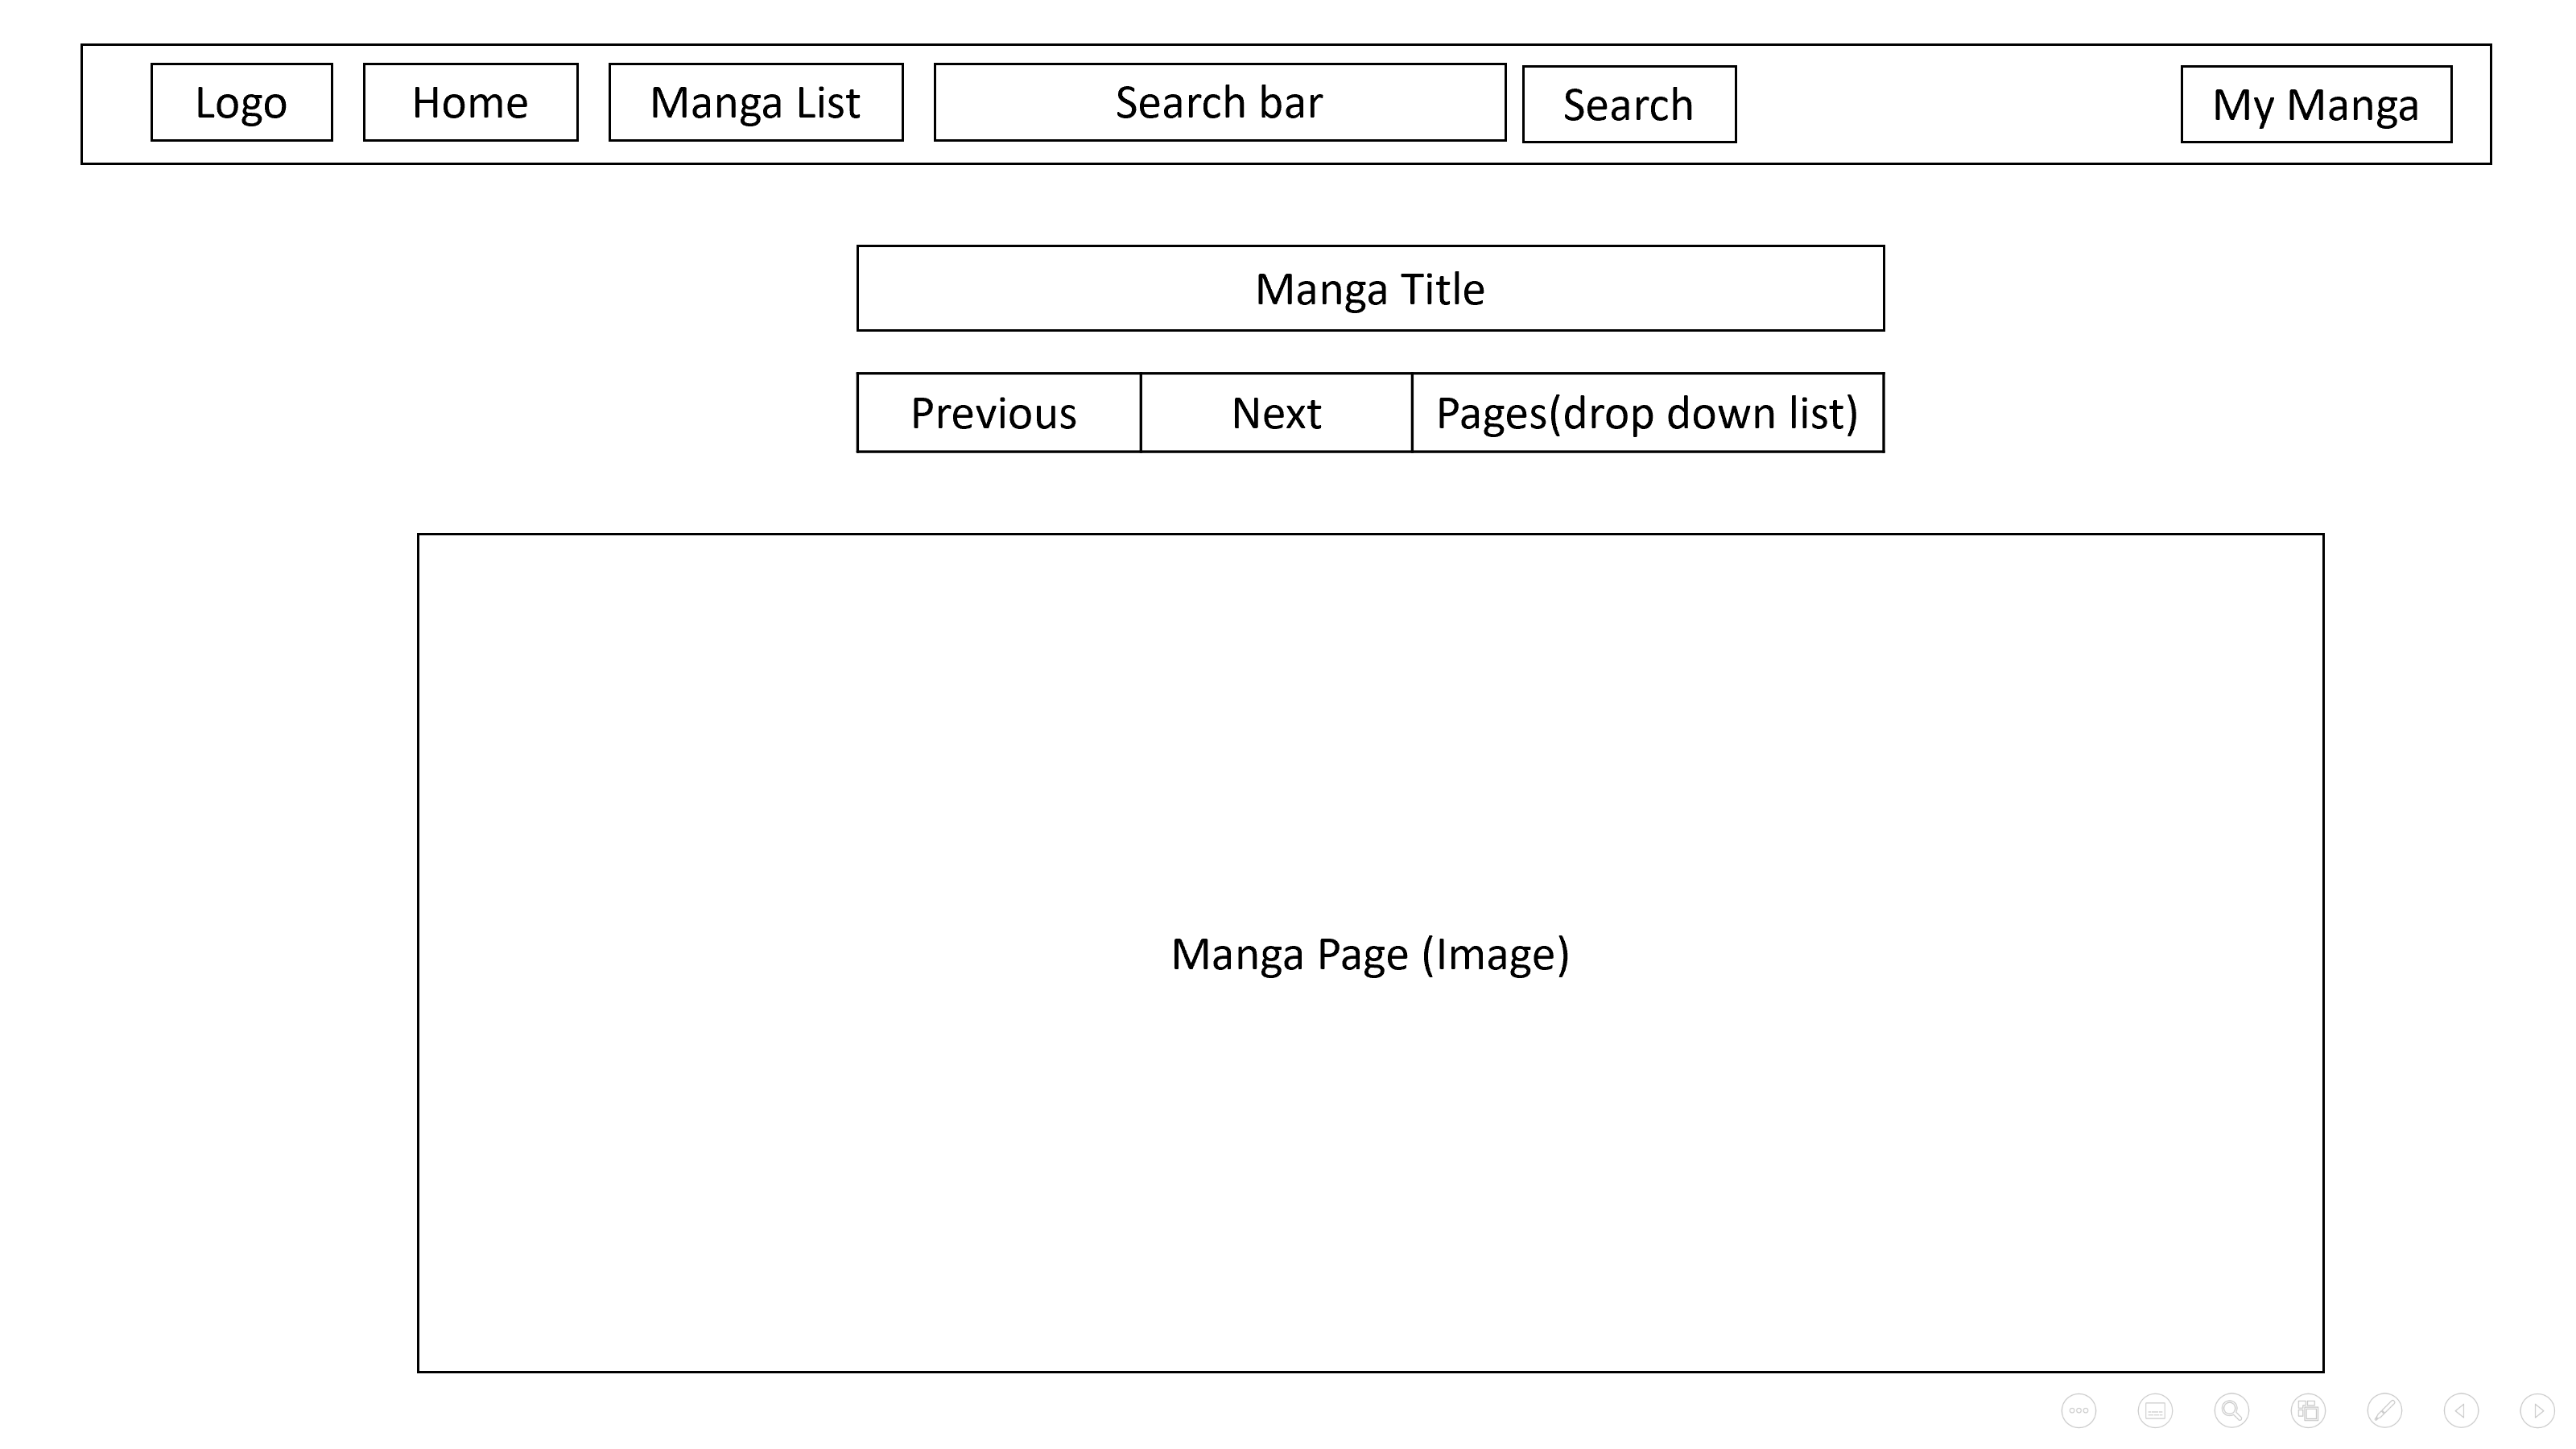 Logo
Home
Manga List
Search bar
Search
My Manga
Manga Title
Previous
Next
Pages(drop down list)
Manga Page (Image)